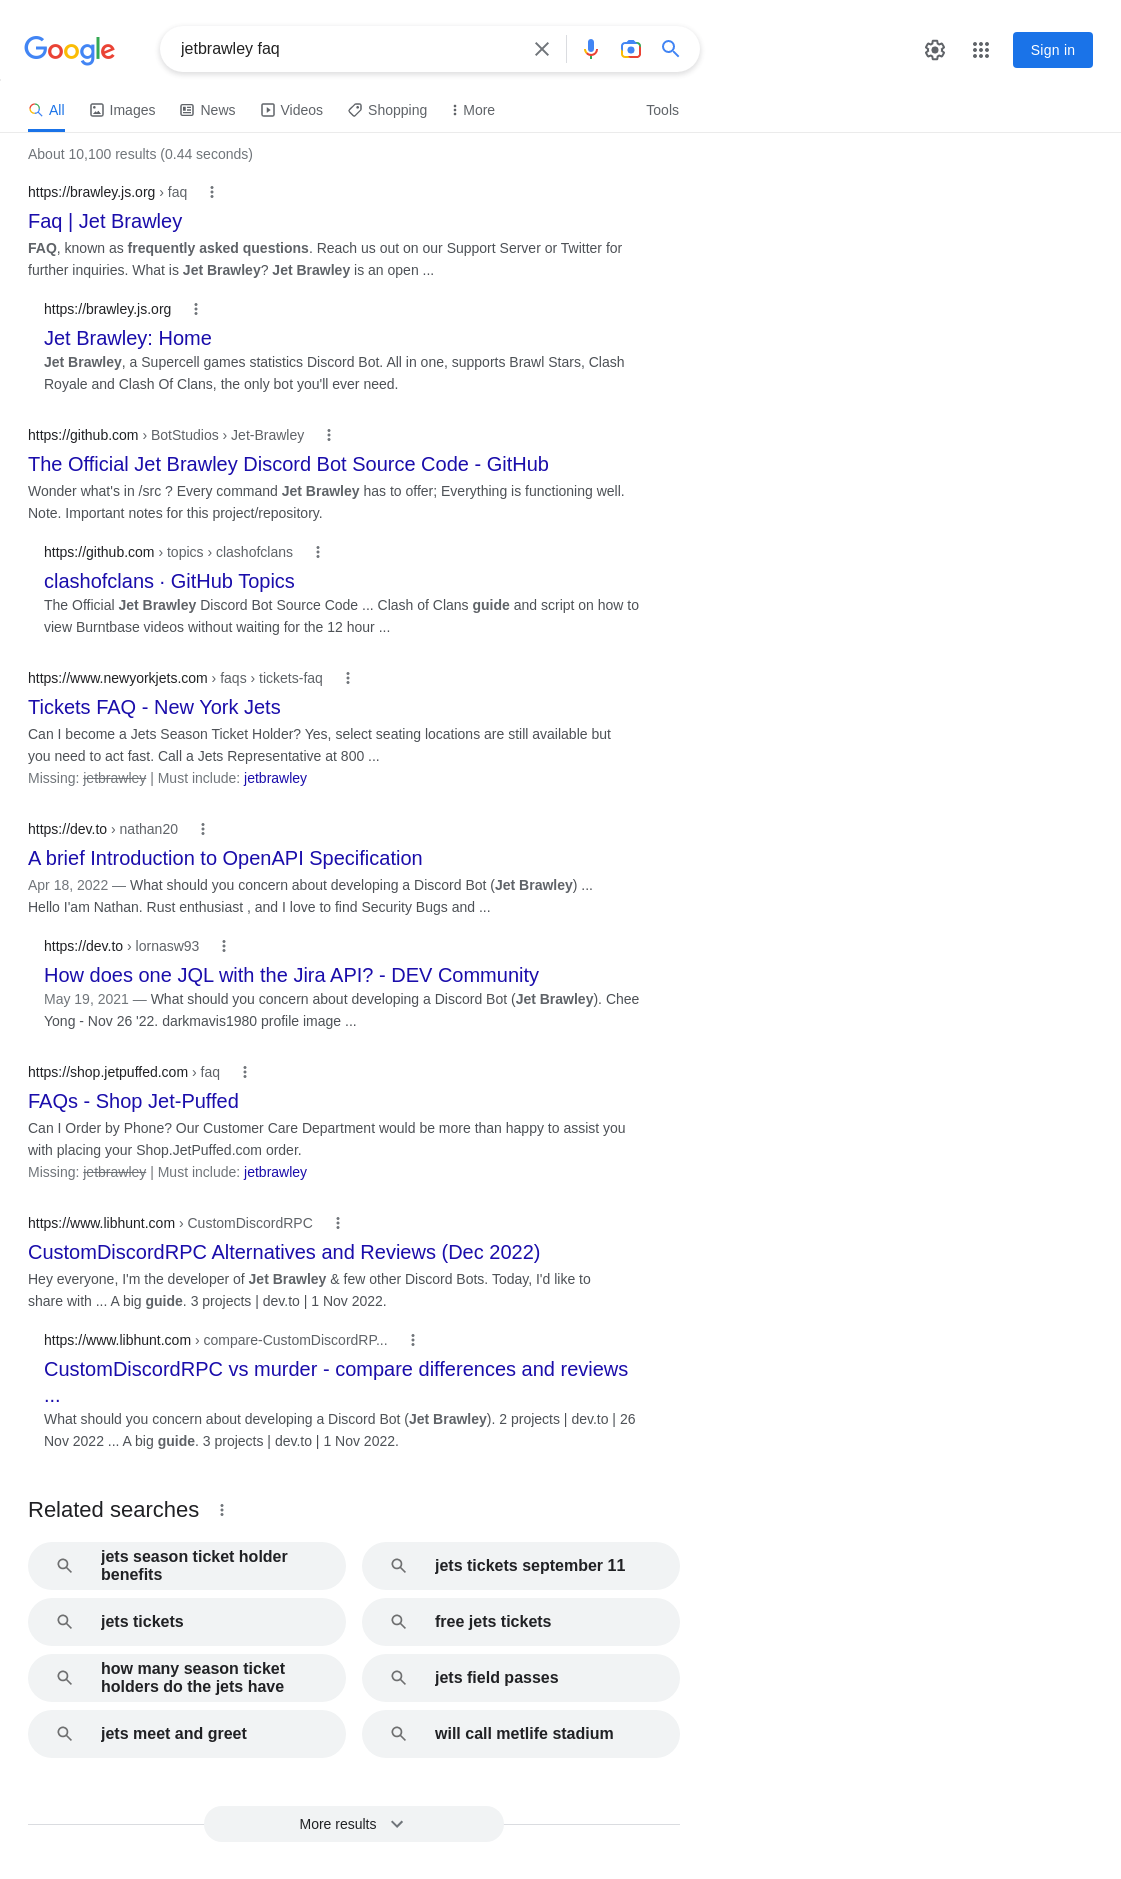 Google
jetbrawley faq
Sign in
All Images News Videos Shopping More Tools
About 10,100 results (0.44 seconds)
https://brawley.js.org › faq
Faq | Jet Brawley
FAQ, known as frequently asked questions. Reach us out on our Support Server or Twitter for
further inquiries. What is Jet Brawley? Jet Brawley is an open ...
https://brawley.js.org
Jet Brawley: Home
Jet Brawley, a Supercell games statistics Discord Bot. All in one, supports Brawl Stars, Clash
Royale and Clash Of Clans, the only bot you'll ever need.
https://github.com › BotStudios › Jet-Brawley
The Official Jet Brawley Discord Bot Source Code - GitHub
Wonder what's in /src ? Every command Jet Brawley has to offer; Everything is functioning well.
Note. Important notes for this project/repository.
https://github.com › topics › clashofclans
clashofclans · GitHub Topics
The Official Jet Brawley Discord Bot Source Code ... Clash of Clans guide and script on how to
view Burntbase videos without waiting for the 12 hour ...
https://www.newyorkjets.com › faqs › tickets-faq
Tickets FAQ - New York Jets
Can I become a Jets Season Ticket Holder? Yes, select seating locations are still available but
you need to act fast. Call a Jets Representative at 800 ...
Missing: jetbrawley | Must include: jetbrawley
https://dev.to › nathan20
A brief Introduction to OpenAPI Specification
Apr 18, 2022 — What should you concern about developing a Discord Bot (Jet Brawley) ...
Hello I'am Nathan. Rust enthusiast , and I love to find Security Bugs and ...
https://dev.to › lornasw93
How does one JQL with the Jira API? - DEV Community
May 19, 2021 — What should you concern about developing a Discord Bot (Jet Brawley). Chee
Yong - Nov 26 '22. darkmavis1980 profile image ...
https://shop.jetpuffed.com › faq
FAQs - Shop Jet-Puffed
Can I Order by Phone? Our Customer Care Department would be more than happy to assist you
with placing your Shop.JetPuffed.com order.
Missing: jetbrawley | Must include: jetbrawley
https://www.libhunt.com › CustomDiscordRPC
CustomDiscordRPC Alternatives and Reviews (Dec 2022)
Hey everyone, I'm the developer of Jet Brawley & few other Discord Bots. Today, I'd like to
share with ... A big guide. 3 projects | dev.to | 1 Nov 2022.
https://www.libhunt.com › compare-CustomDiscordRP...
CustomDiscordRPC vs murder - compare differences and reviews
...
What should you concern about developing a Discord Bot (Jet Brawley). 2 projects | dev.to | 26
Nov 2022 ... A big guide. 3 projects | dev.to | 1 Nov 2022.
Related searches
jets season ticket holder
benefits
jets tickets september 11
jets tickets
free jets tickets
how many season ticket
holders do the jets have
jets field passes
jets meet and greet
will call metlife stadium
More results